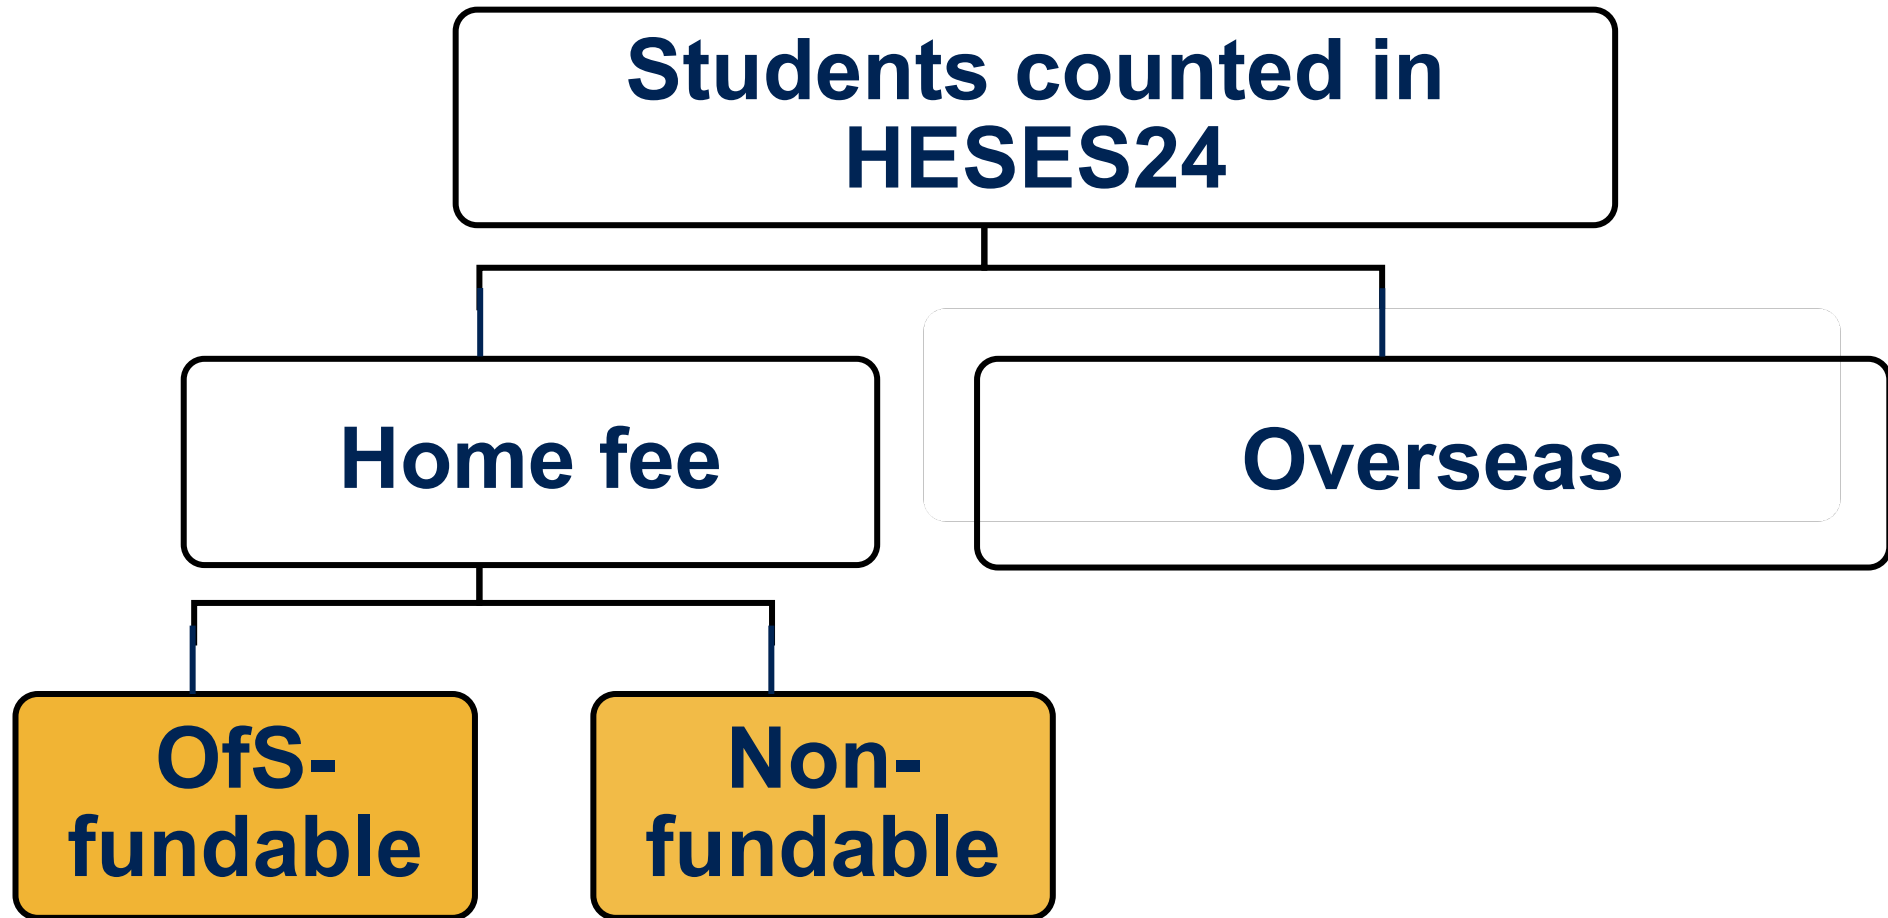 Students counted in
HESES24
Home fee
Overseas
OfS-
fundable
Non-
fundable